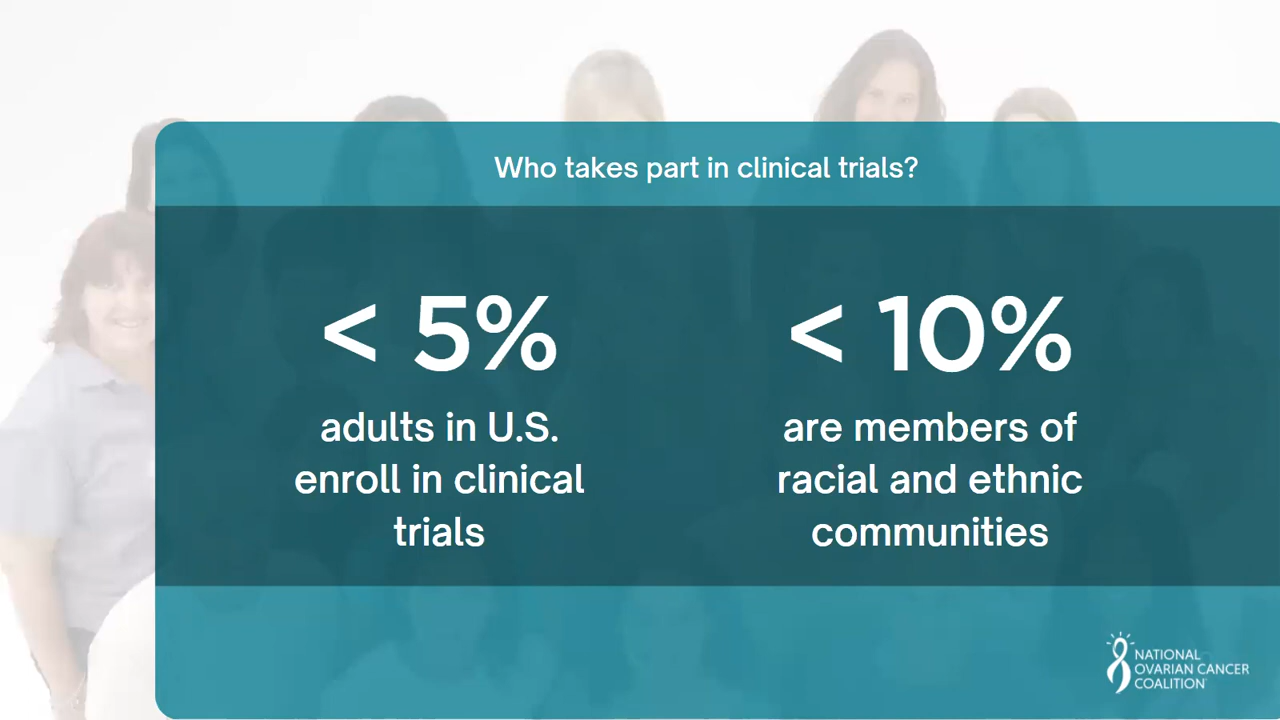 Who takes part in clinical trials?
< 5%
adults in U.S.
enroll in clinical
trials
< 10%
are members of
racial and ethnic
communities
NATIONAL
OVARIAN CANCER
COALITION